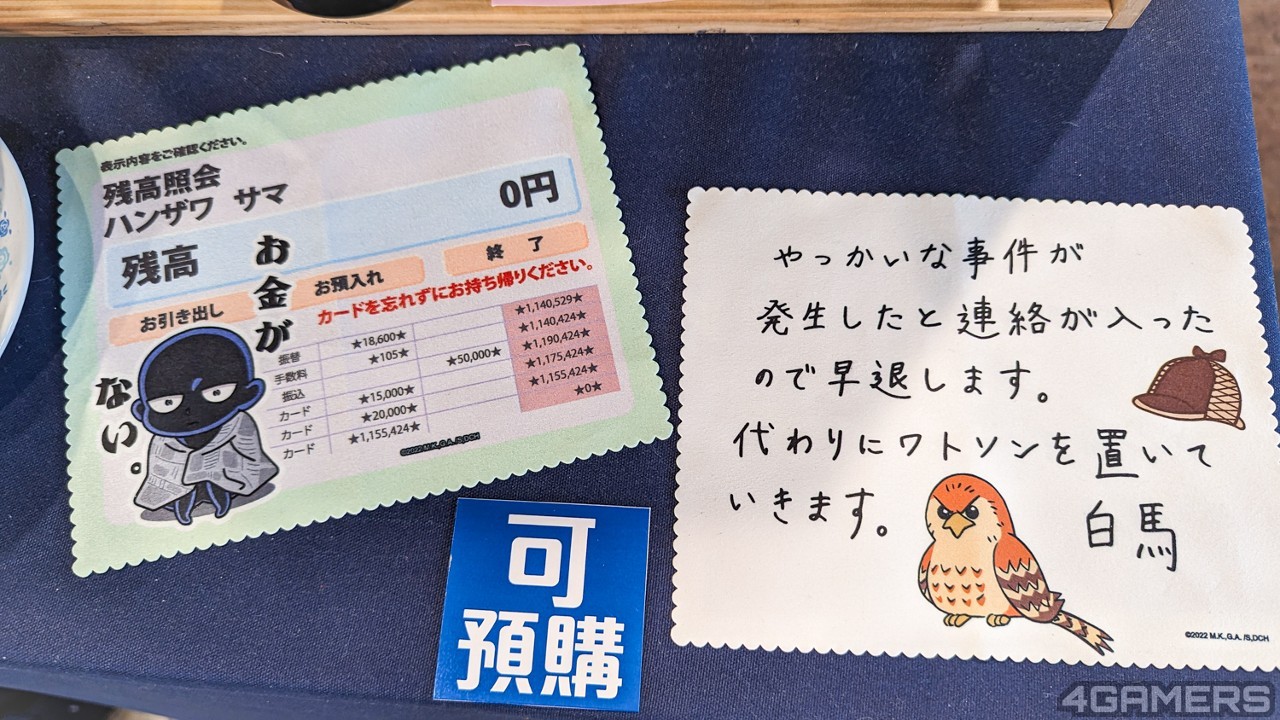 表示内容をご確認ください。
残高照会
ハンザワ サマ
残高 0円
お金が
ない。
お引き出し お預入れ 終 了
カードを忘れずにお持ち帰りください。
振替 ★18,600★ ★1,140,529★
手数料 ★105★ ★1,140,424★
振込 ★50,000★ ★1,190,424★
カード ★15,000★ ★1,175,424★
カード ★20,000★ ★1,155,424★
カード ★1,155,424★ ★0★
©2022 M.K.,G.A. /S,DCH
やっかいな事件が
発生したと連絡が入った
ので早退します。
代わりにワトソンを置いて
いきます。
白馬
©2022 M.K.,G.A. /S,DCH
可
預購
4GAMERS